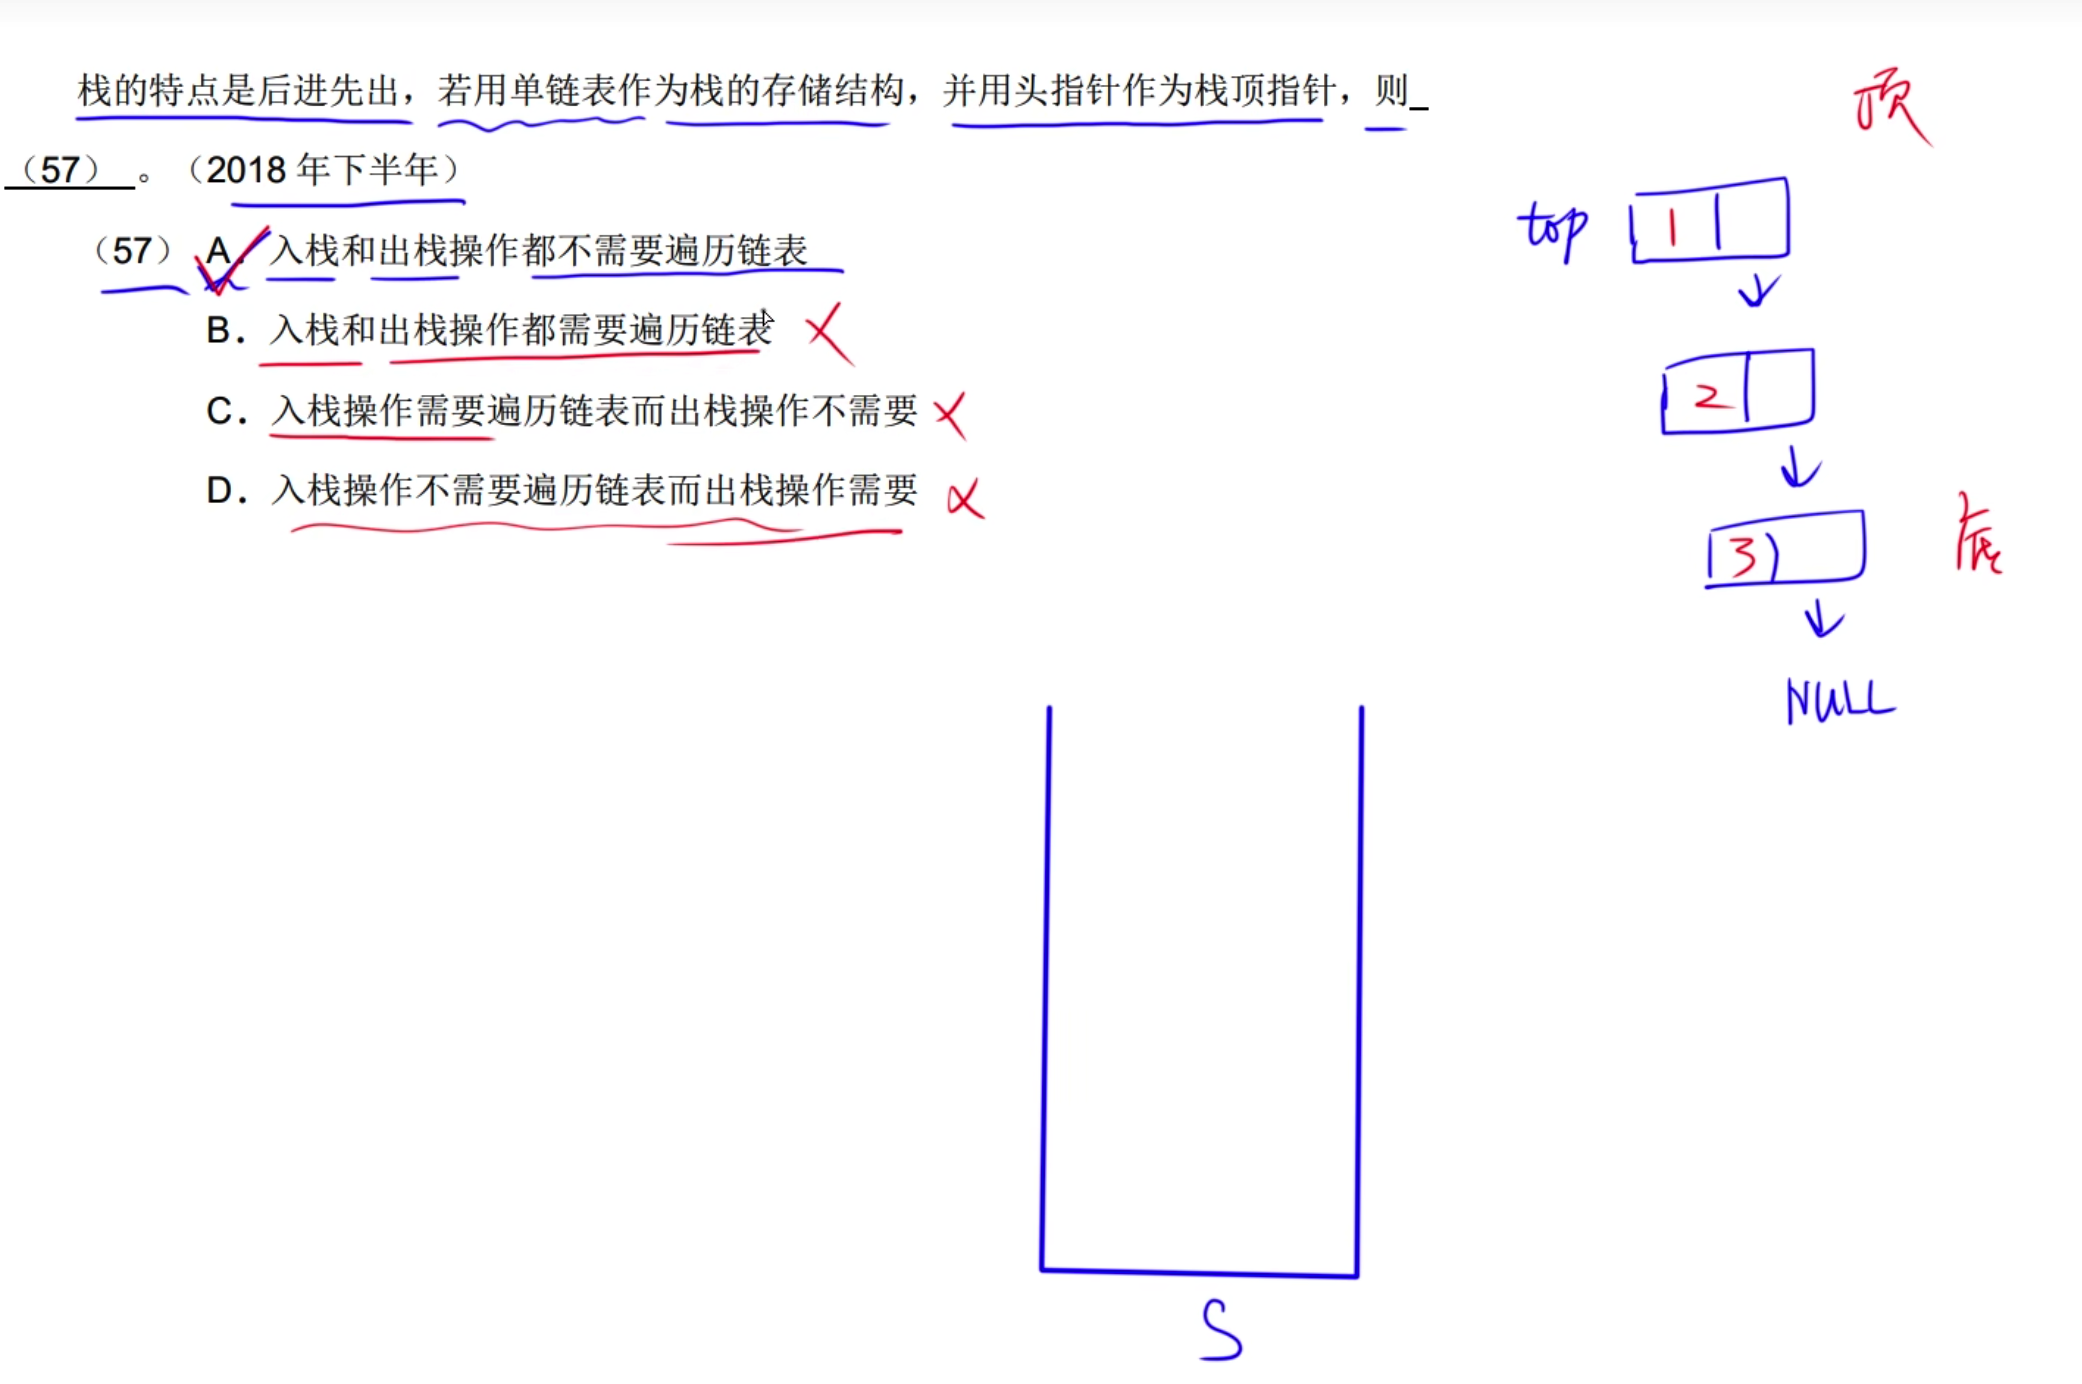 栈的特点是后进先出，若用单链表作为栈的存储结构，并用头指针作为栈顶指针，则
（57）。（2018 年下半年）
（57）A. 入栈和出栈操作都不需要遍历链表
B. 入栈和出栈操作都需要遍历链表
C. 入栈操作需要遍历链表而出栈操作不需要
D. 入栈操作不需要遍历链表而出栈操作需要
顶
top 1
2
3
底
NULL
S